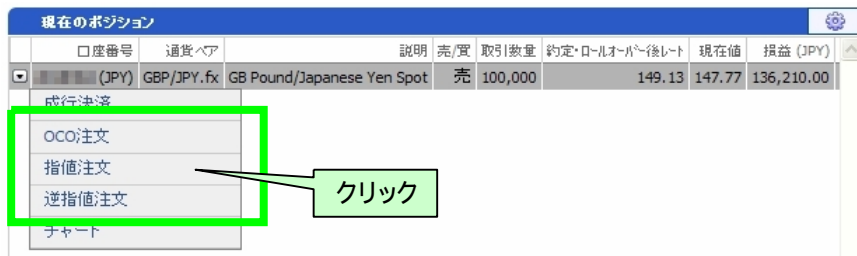 現在のポジション
口座番号 通貨ペア 説明 売/買 取引数量 約定・ロールオーバー後レート 現在値 損益 (JPY)
(JPY) GBP/JPY.fx GB Pound/Japanese Yen Spot 売 100,000 149.13 147.77 136,210.00
成行決済
OCO注文
指値注文
逆指値注文
チャート
クリック